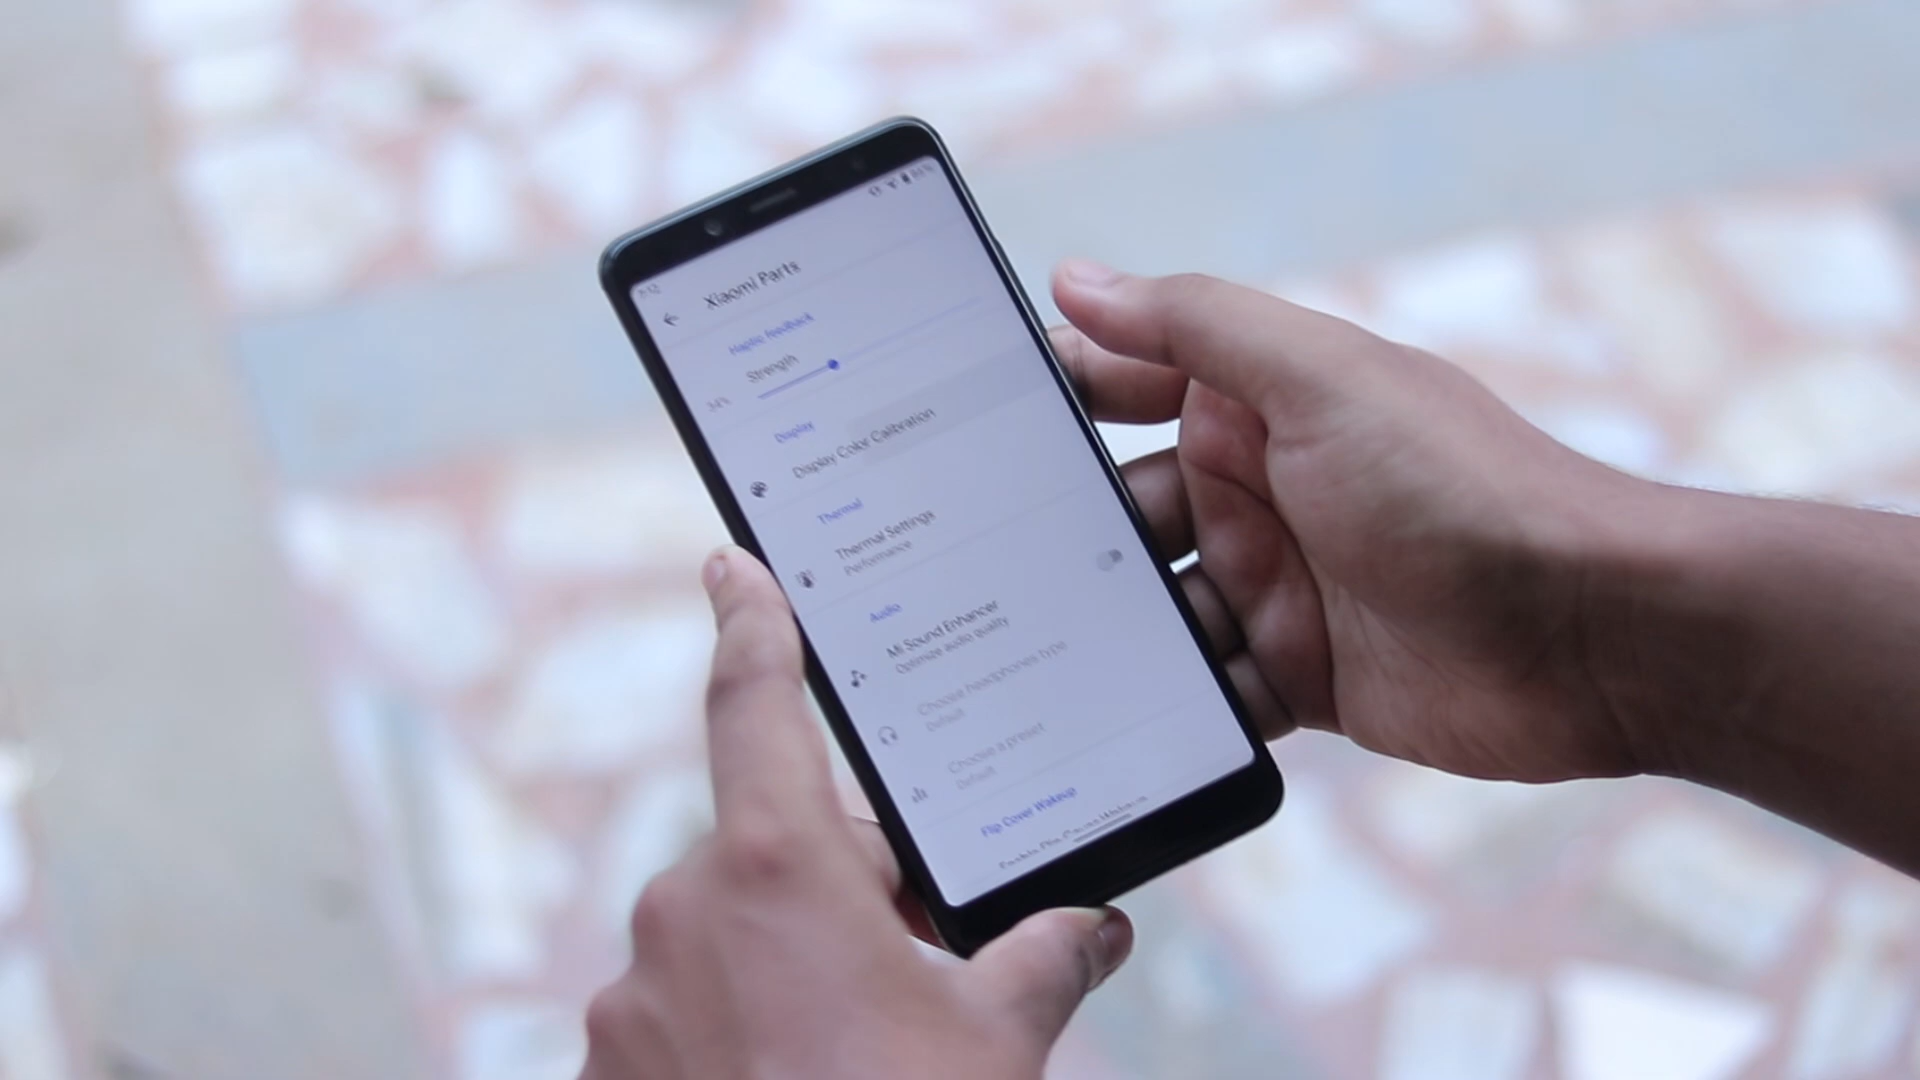 Xiaomi Parts
Haptic feedback
Strength
34%
Display
Display Color Calibration
Thermal
Thermal Settings
Performance
Audio
Mi Sound Enhancer
Optimize audio quality
Choose headphones type
Default
Choose a preset
Default
Flip Cover Wakeup